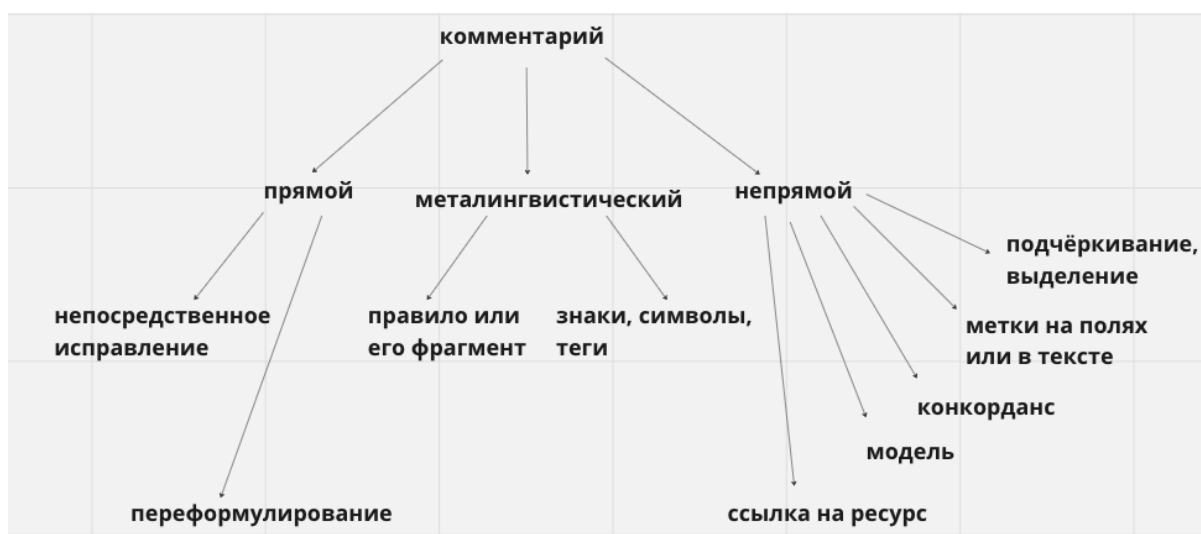 комментарий
прямой
металингвистический
непрямой
подчёркивание,
выделение
непосредственное
исправление
правило или
его фрагмент
знаки, символы,
теги
метки на полях
или в тексте
конкорданс
модель
переформулирование
ссылка на ресурс